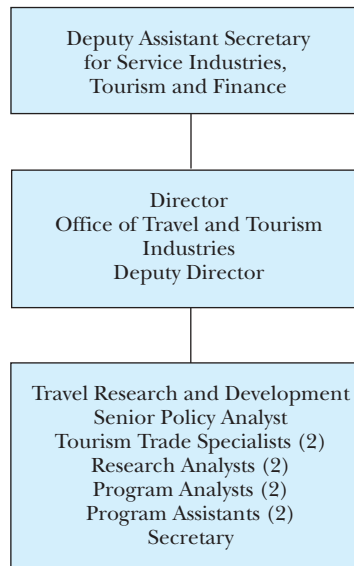 Deputy Assistant Secretary
for Service Industries,
Tourism and Finance
Director
Office of Travel and Tourism
Industries
Deputy Director
Travel Research and Development
Senior Policy Analyst
Tourism Trade Specialists (2)
Research Analysts (2)
Program Analysts (2)
Program Assistants (2)
Secretary